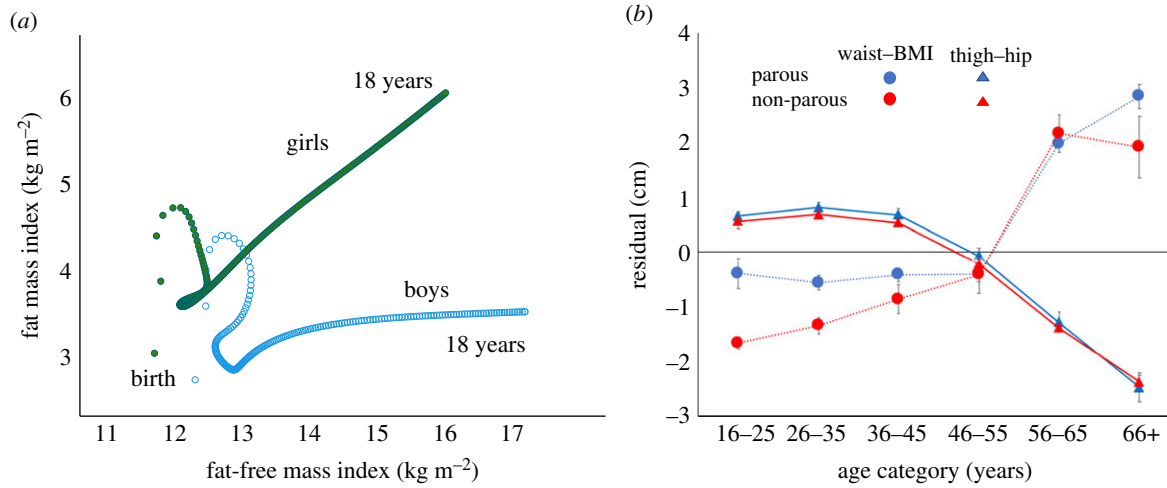 (a)
fat mass index (kg m−2)
6
5
4
3
18 years
girls
boys
18 years
birth
11 12 13 14 15 16 17
fat-free mass index (kg m−2)
(b)
residual (cm)
4
3
2
1
0
−1
−2
−3
waist–BMI thigh–hip
parous
non-parous
16–25 26–35 36–45 46–55 56–65 66+
age category (years)